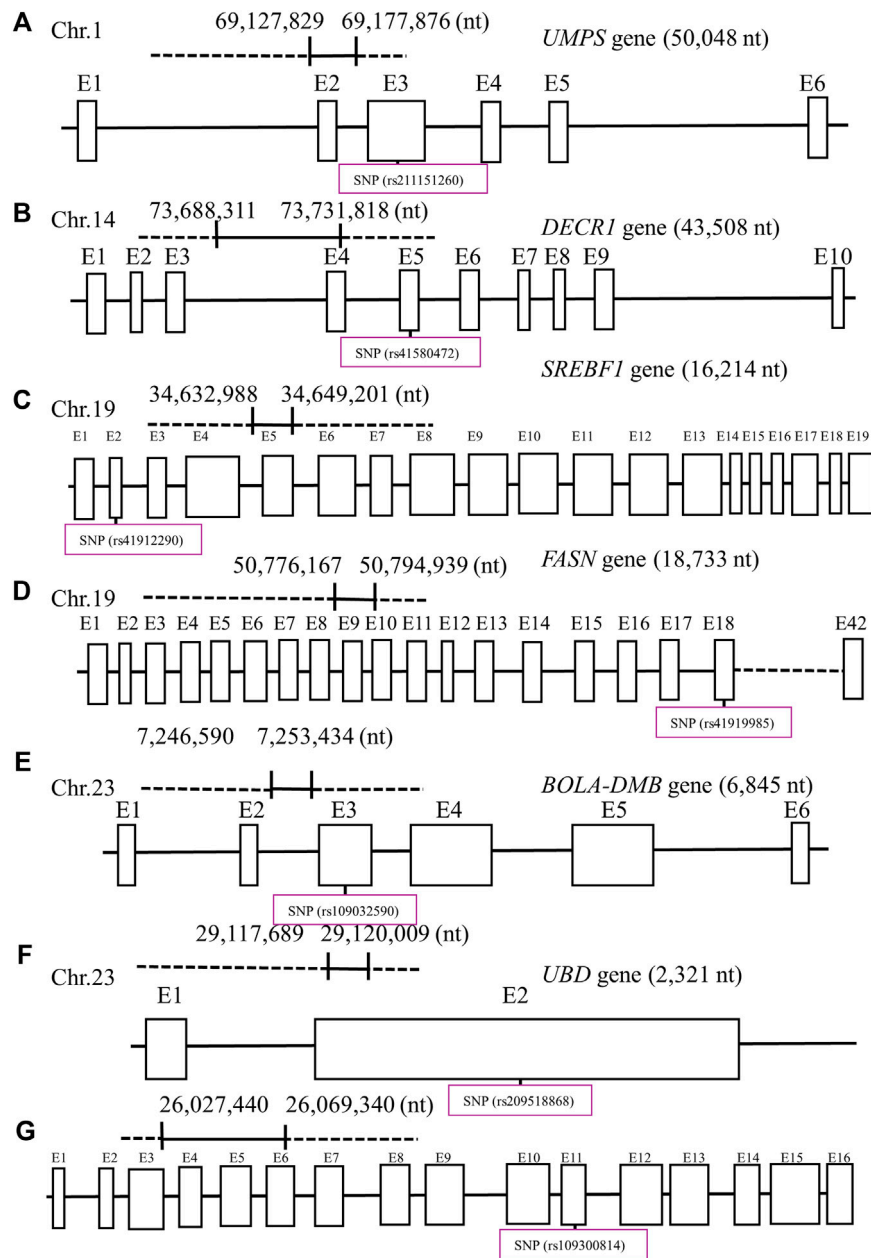 A
Chr.1
69,127,829 69,177,876 (nt)
UMPS gene (50,048 nt)
E1 E2 E3 E4 E5 E6
SNP (rs211151260)
B
Chr.14
73,688,311 73,731,818 (nt)
DECR1 gene (43,508 nt)
E1 E2 E3 E4 E5 E6 E7 E8 E9 E10
SNP (rs41580472)
SREBF1 gene (16,214 nt)
C
Chr.19
34,632,988 34,649,201 (nt)
E1 E2 E3 E4 E5 E6 E7 E8 E9 E10 E11 E12 E13 E14 E15 E16 E17 E18 E19
SNP (rs41912290)
FASN gene (18,733 nt)
D
Chr.19
50,776,167 50,794,939 (nt)
E1 E2 E3 E4 E5 E6 E7 E8 E9 E10 E11 E12 E13 E14 E15 E16 E17 E18 E42
SNP (rs41919985)
7,246,590 7,253,434 (nt)
E
Chr.23
BOLA-DMB gene (6,845 nt)
E1 E2 E3 E4 E5 E6
SNP (rs109032590)
29,117,689 29,120,009 (nt)
F
Chr.23
UBD gene (2,321 nt)
E1 E2
SNP (rs209518868)
26,027,440 26,069,340 (nt)
G
E1 E2 E3 E4 E5 E6 E7 E8 E9 E10 E11 E12 E13 E14 E15 E16
SNP (rs109300814)